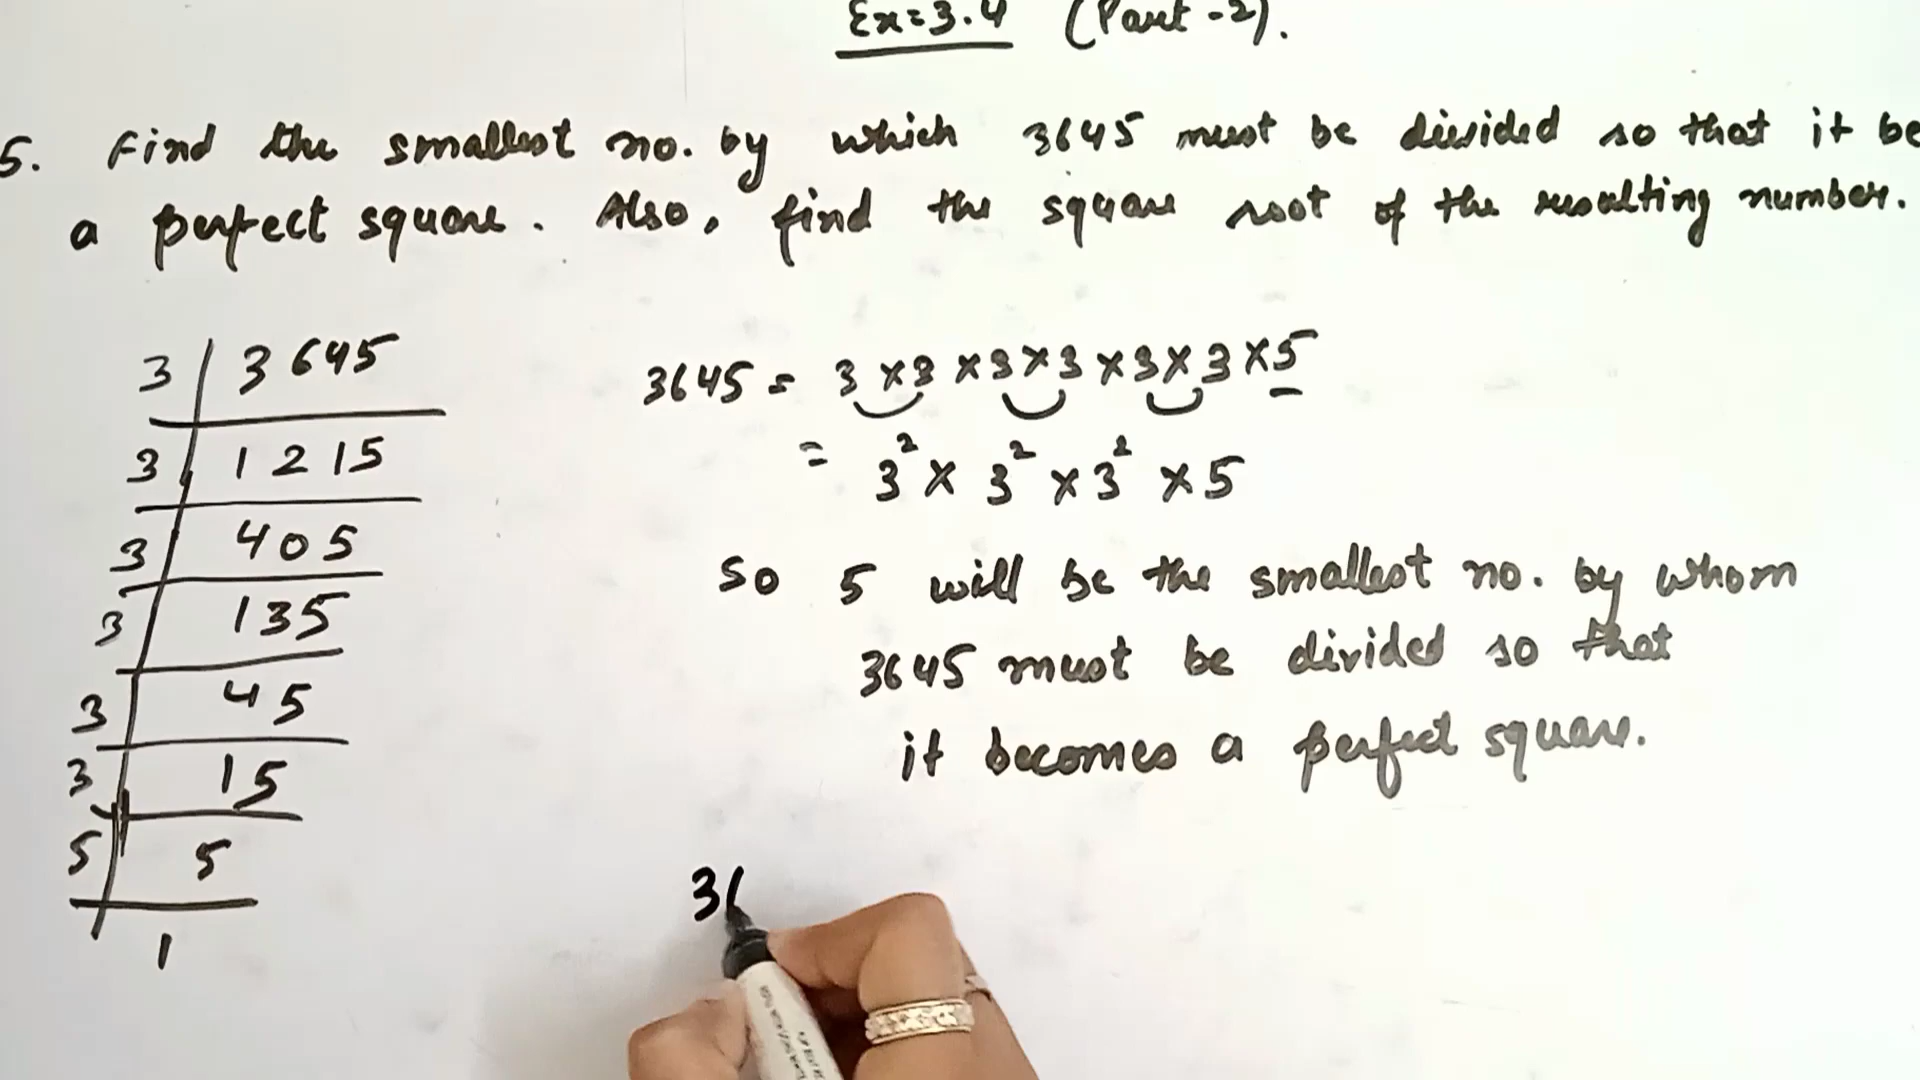 Ex=3.4 (Part-2).
5. Find the smallest no. by which 3645 must be divided so that it be
a perfect square. Also, find the square root of the resulting number.
3 | 3645
3 | 1215
3 | 405
3 | 135
3 | 45
3 | 15
5 | 5
1
3645 = 3 × 3 × 3 × 3 × 3 × 3 × 5
= 3² × 3² × 3² × 5
So 5 will be the smallest no. by whom
3645 must be divided so that
it becomes a perfect square.
36